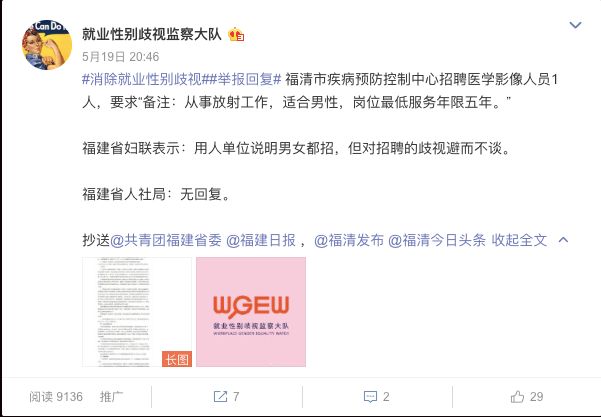 Can Do
就业性别歧视监察大队
5月19日 20:46
#消除就业性别歧视##举报回复# 福清市疾病预防控制中心招聘医学影像人员1
人，要求“备注：从事放射工作，适合男性，岗位最低服务年限五年。”
福建省妇联表示：用人单位说明男女都招，但对招聘的歧视避而不谈。
福建省人社局：无回复。
抄送@共青团福建省委 @福建日报 ，@福清发布 @福清今日头条 收起全文
长图
WGEW
就业性别歧视监察大队
WORKPLACE GENDER EQUALITY WATCH
阅读 9136 推广 7 2 29